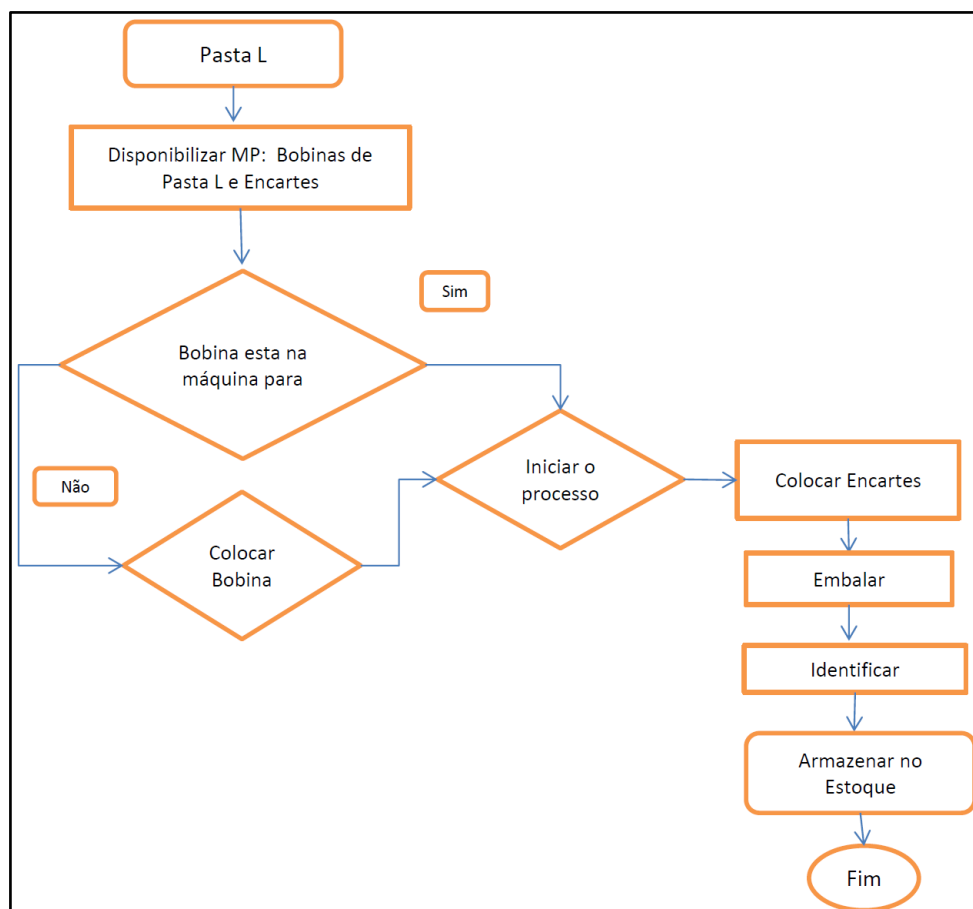 Pasta L
Disponibilizar MP: Bobinas de
Pasta L e Encartes
Sim
Bobina esta na
máquina para
Não
Colocar
Bobina
Iniciar o
processo
Colocar Encartes
Embalar
Identificar
Armazenar no
Estoque
Fim